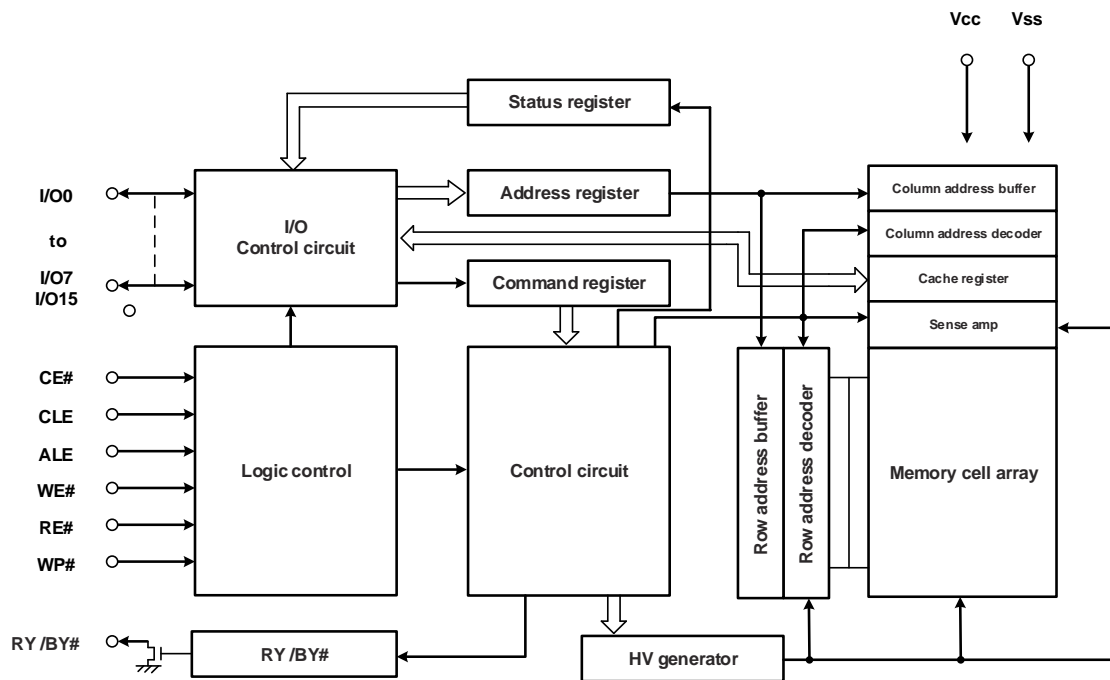 Vcc
Vss
Status register
I/O0
to
I/O7
I/O15
I/O
Control circuit
Address register
Command register
Column address buffer
Column address decoder
Cache register
Sense amp
CE#
CLE
ALE
WE#
RE#
WP#
Logic control
Control circuit
Row address buffer
Row address decoder
Memory cell array
RY /BY#
RY /BY#
HV generator